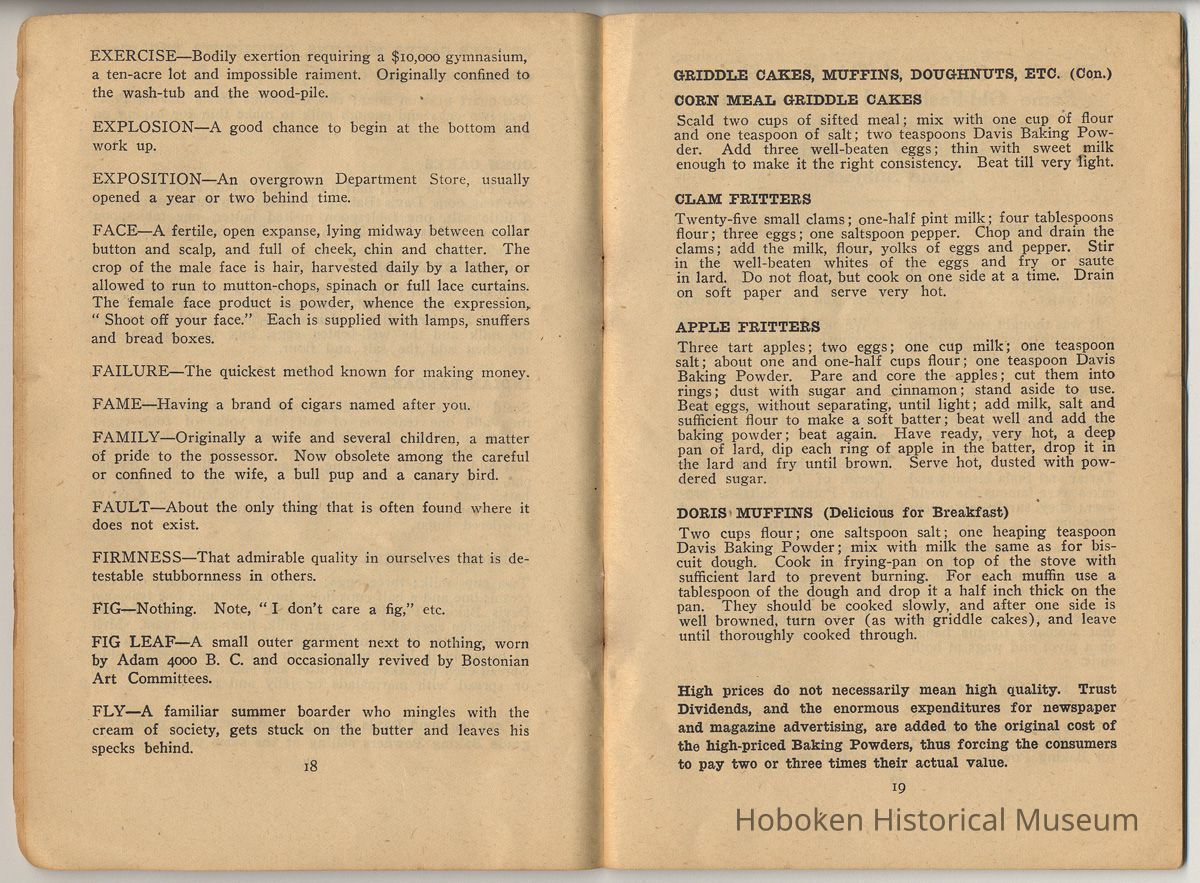 EXERCISE—Bodily exertion requiring a $10,000 gymnasium,
a ten-acre lot and impossible raiment. Originally confined to
the wash-tub and the wood-pile.
EXPLOSION—A good chance to begin at the bottom and
work up.
EXPOSITION—An overgrown Department Store, usually
opened a year or two behind time.
FACE—A fertile, open expanse, lying midway between collar
button and scalp, and full of cheek, chin and chatter. The
crop of the male face is hair, harvested daily by a lather, or
allowed to run to mutton-chops, spinach or full lace curtains.
The female face product is powder, whence the expression,
“ Shoot off your face.” Each is supplied with lamps, snuffers
and bread boxes.
FAILURE—The quickest method known for making money.
FAME—Having a brand of cigars named after you.
FAMILY—Originally a wife and several children, a matter
of pride to the possessor. Now obsolete among the careful
or confined to the wife, a bull pup and a canary bird.
FAULT—About the only thing that is often found where it
does not exist.
FIRMNESS—That admirable quality in ourselves that is de-
testable stubbornness in others.
FIG—Nothing. Note, “ I don't care a fig,” etc.
FIG LEAF—A small outer garment next to nothing, worn
by Adam 4000 B. C. and occasionally revived by Bostonian
Art Committees.
FLY—A familiar summer boarder who mingles with the
cream of society, gets stuck on the butter and leaves his
specks behind.
18
GRIDDLE CAKES, MUFFINS, DOUGHNUTS, ETC. (Con.)
CORN MEAL GRIDDLE CAKES
Scald two cups of sifted meal; mix with one cup of flour
and one teaspoon of salt; two teaspoons Davis Baking Pow-
der. Add three well-beaten eggs; thin with sweet milk
enough to make it the right consistency. Beat till very light.
CLAM FRITTERS
Twenty-five small clams; one-half pint milk; four tablespoons
flour; three eggs; one saltspoon pepper. Chop and drain the
clams; add the milk, flour, yolks of eggs and pepper. Stir
in the well-beaten whites of the eggs and fry or saute
in lard. Do not float, but cook on one side at a time. Drain
on soft paper and serve very hot.
APPLE FRITTERS
Three tart apples; two eggs; one cup milk; one teaspoon
salt; about one and one-half cups flour; one teaspoon Davis
Baking Powder. Pare and core the apples; cut them into
rings; dust with sugar and cinnamon; stand aside to use.
Beat eggs, without separating, until light; add milk, salt and
sufficient flour to make a soft batter; beat well and add the
baking powder; beat again. Have ready, very hot, a deep
pan of lard, dip each ring of apple in the batter, drop it in
the lard and fry until brown. Serve hot, dusted with pow-
dered sugar.
DORIS MUFFINS (Delicious for Breakfast)
Two cups flour; one saltspoon salt; one heaping teaspoon
Davis Baking Powder; mix with milk the same as for bis-
cuit dough. Cook in frying-pan on top of the stove with
sufficient lard to prevent burning. For each muffin use a
tablespoon of the dough and drop it a half inch thick on the
pan. They should be cooked slowly, and after one side is
well browned, turn over (as with griddle cakes), and leave
until thoroughly cooked through.
High prices do not necessarily mean high quality. Trust
Dividends, and the enormous expenditures for newspaper
and magazine advertising, are added to the original cost of
the high-priced Baking Powders, thus forcing the consumers
to pay two or three times their actual value.
19
Hoboken Historical Museum